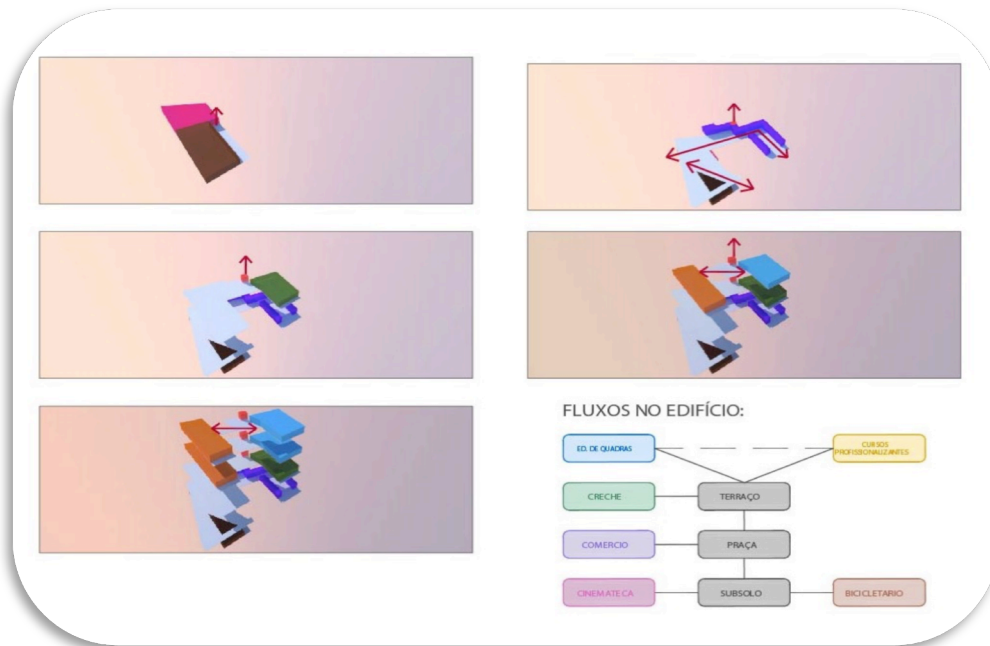 FLUXOS NO EDIFÍCIO:
ED. DE QUADRAS
CURSOS
PROFISSIONALIZANTES
CRECHE
TERRAÇO
COMERCIO
PRAÇA
CINEMATECA
SUBSOLO
BICICLETARIO